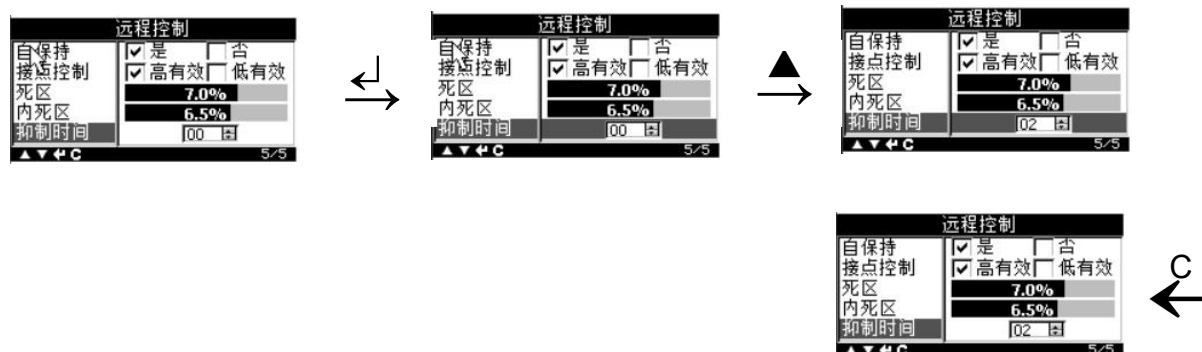 远程控制
自保持 ☑是 ☐否
接点控制 ☑高有效 ☐低有效
死区 7.0%
内死区 6.5%
抑制时间 00
▲▼↵C 5/5
↵
→
远程控制
自保持 ☑是 ☐否
接点控制 ☑高有效 ☐低有效
死区 7.0%
内死区 6.5%
抑制时间 00
▲▼↵C 5/5
▲
→
远程控制
自保持 ☑是 ☐否
接点控制 ☑高有效 ☐低有效
死区 7.0%
内死区 6.5%
抑制时间 02
▲▼↵C 5/5
C
←
远程控制
自保持 ☑是 ☐否
接点控制 ☑高有效 ☐低有效
死区 7.0%
内死区 6.5%
抑制时间 02
▲▼↵C 5/5